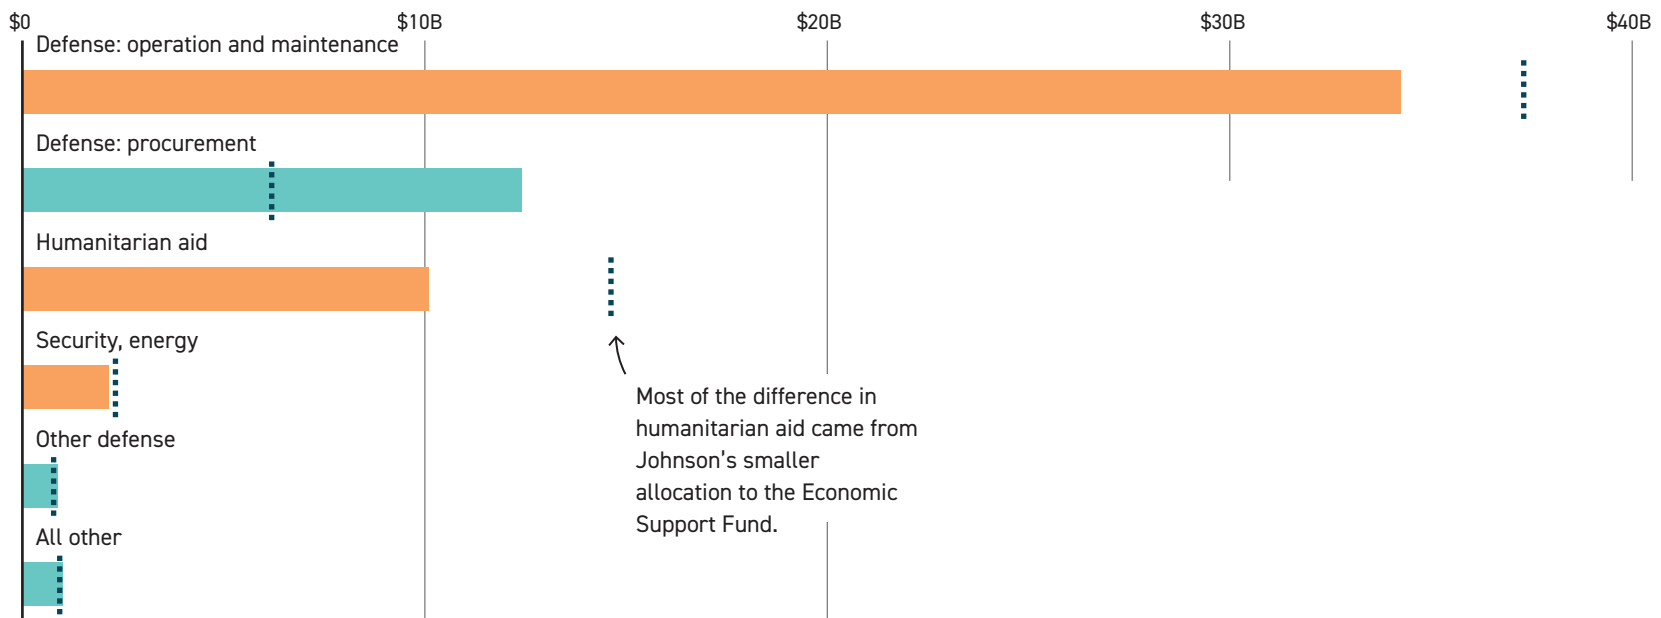 $0 $10B $20B $30B $40B
Defense: operation and maintenance
Defense: procurement
Humanitarian aid
Security, energy
Most of the difference in
humanitarian aid came from
Johnson's smaller
allocation to the Economic
Support Fund.
Other defense
All other